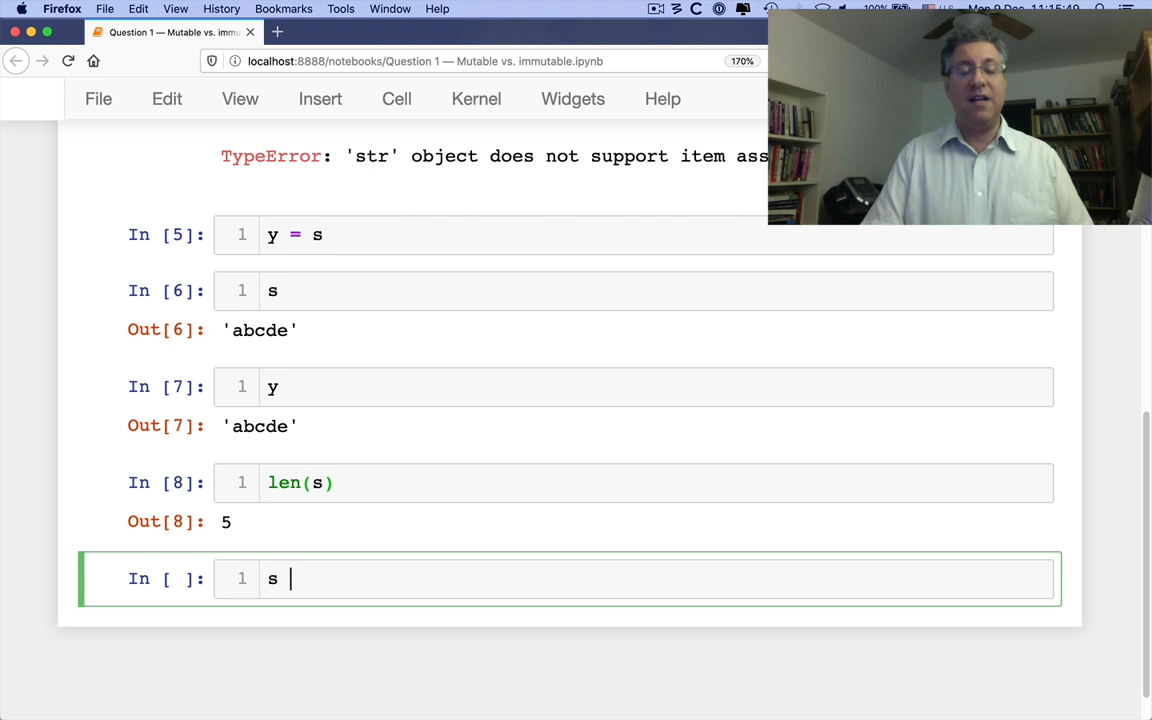 Firefox File Edit View History Bookmarks Tools Window Help
Question 1 — Mutable vs. immu
localhost:8888/notebooks/Question 1 — Mutable vs. immutable.ipynb 170%
File Edit View Insert Cell Kernel Widgets Help
TypeError: 'str' object does not support item ass
In [5]: 1 y = s
In [6]: 1 s
Out[6]: 'abcde'
In [7]: 1 y
Out[7]: 'abcde'
In [8]: 1 len(s)
Out[8]: 5
In [ ]: 1 s